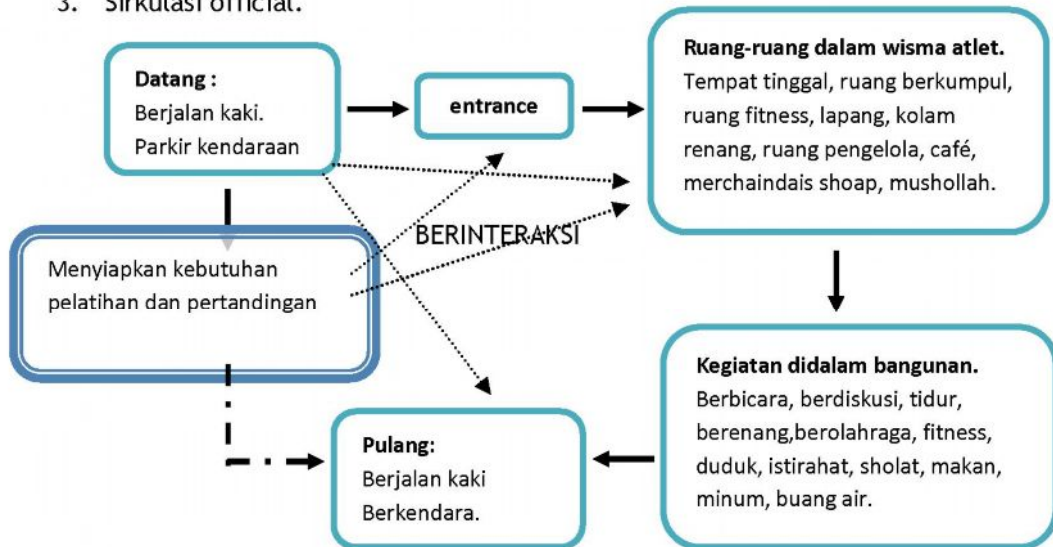 3. Sirkulasi official.
Datang :
Berjalan kaki.
Parkir kendaraan
entrance
Ruang-ruang dalam wisma atlet.
Tempat tinggal, ruang berkumpul,
ruang fitness, lapang, kolam
renang, ruang pengelola, café,
merchaindais shoap, mushollah.
BERINTERAKSI
Menyiapkan kebutuhan
pelatihan dan pertandingan
Kegiatan didalam bangunan.
Berbicara, berdiskusi, tidur,
berenang,berolahraga, fitness,
duduk, istirahat, sholat, makan,
minum, buang air.
Pulang:
Berjalan kaki
Berkendara.